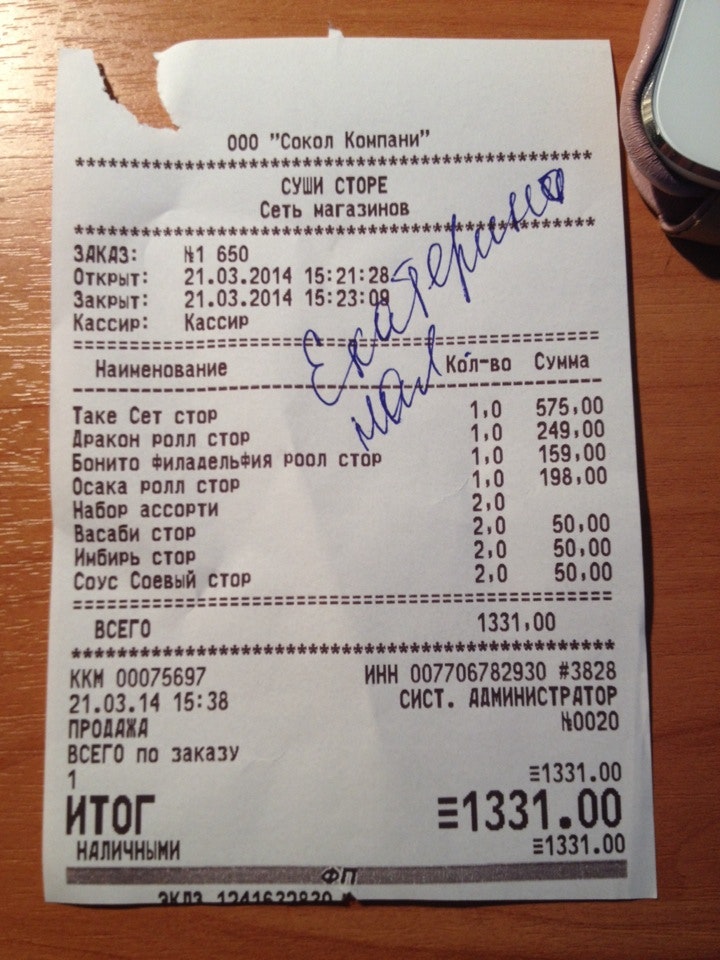 ООО "Сокол Компани"
****************************************
СУШИ СТОРЕ
Сеть магазинов
****************************************
ЗАКАЗ: №1 650
Открыт: 21.03.2014 15:21:28
Закрыт: 21.03.2014 15:23:09
Кассир: Кассир
Екатерина
нал
========================================
Наименование Кол-во Сумма
----------------------------------------
Таке Сет стор 1,0 575,00
Дракон ролл стор 1,0 249,00
Бонито Филадельфия роол стор 1,0 159,00
Осака ролл стор 1,0 198,00
Набор ассорти 2,0
Васаби стор 2,0 50,00
Имбирь стор 2,0 50,00
Соус Соевый стор 2,0 50,00
========================================
ВСЕГО 1331,00
****************************************
ККМ 00075697 ИНН 007706782930 #3828
21.03.14 15:38 СИСТ. АДМИНИСТРАТОР
ПРОДАЖА №0020
ВСЕГО по заказу
1 ≡1331.00
ИТОГ ≡1331.00
НАЛИЧНЫМИ ≡1331.00
ФП
ЭКЛЗ 1241632830